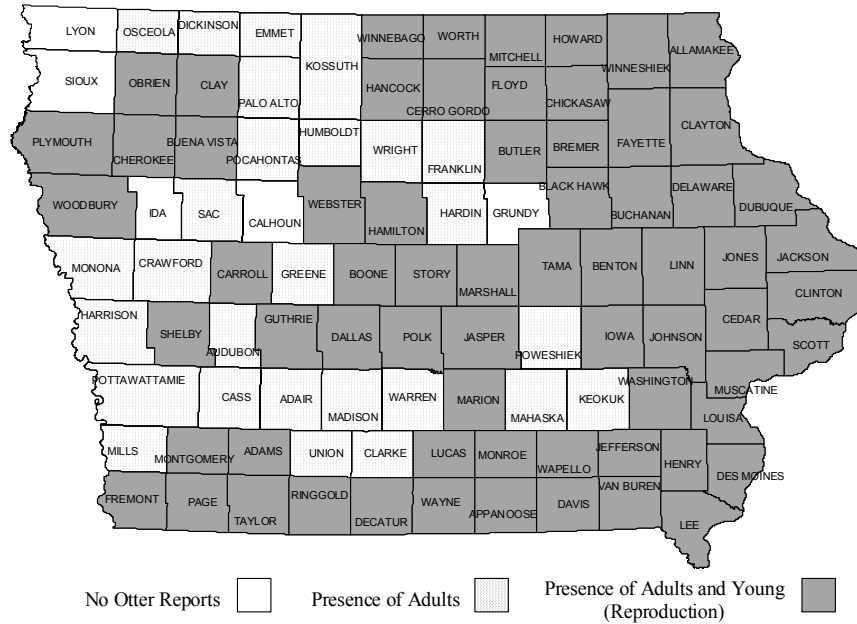 LYON OSCEOLA DICKINSON EMMET WINNEBAGO WORTH MITCHELL HOWARD WINNESHIEK ALLAMAKEE
KOSSUTH
SIOUX OBRIEN CLAY PALO ALTO HANCOCK CERRO GORDO FLOYD CHICKASAW
PLYMOUTH CHEROKEE BUENA VISTA POCAHONTAS HUMBOLDT WRIGHT FRANKLIN BUTLER BREMER FAYETTE CLAYTON
WOODBURY IDA SAC CALHOUN WEBSTER HAMILTON HARDIN GRUNDY BLACK HAWK BUCHANAN DELAWARE DUBUQUE
MONONA CRAWFORD CARROLL GREENE BOONE STORY MARSHALL TAMA BENTON LINN JONES JACKSON
CLINTON
HARRISON SHELBY AUDUBON GUTHRIE DALLAS POLK JASPER POWESHIEK IOWA JOHNSON CEDAR SCOTT
POTTAWATTAMIE CASS ADAIR MADISON WARREN MARION MAHASKA KEOKUK WASHINGTON MUSCATINE
LOUISA
MILLS MONTGOMERY ADAMS UNION CLARKE LUCAS MONROE WAPELLO JEFFERSON HENRY DES MOINES
FREMONT PAGE TAYLOR RINGGOLD DECATUR WAYNE APPANOOSE DAVIS VAN BUREN LEE
No Otter Reports Presence of Adults Presence of Adults and Young
(Reproduction)